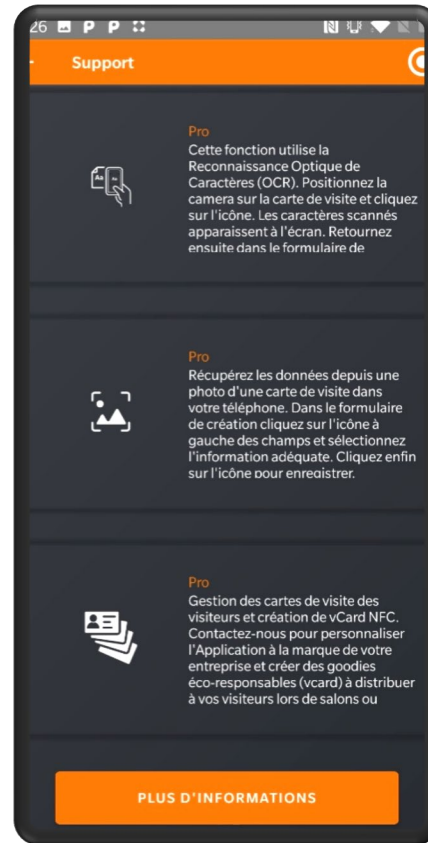 26 P P
Support
Pro
Cette fonction utilise la
Reconnaissance Optique de
Caractères (OCR). Positionnez la
camera sur la carte de visite et cliquez
sur l'icône. Les caractères scannés
apparaissent à l'écran. Retournez
ensuite dans le formulaire de
Pro
Récupérez les données depuis une
photo d'une carte de visite dans
votre téléphone. Dans le formulaire
de création cliquez sur l'icône à
gauche des champs et sélectionnez
l'information adéquate. Cliquez enfin
sur l'icône pour enregistrer.
Pro
Gestion des cartes de visite des
visiteurs et création de vCard NFC.
Contactez-nous pour personnaliser
l'Application à la marque de votre
entreprise et créer des goodies
éco-responsables (vcard) à distribuer
à vos visiteurs lors de salons ou
PLUS D'INFORMATIONS